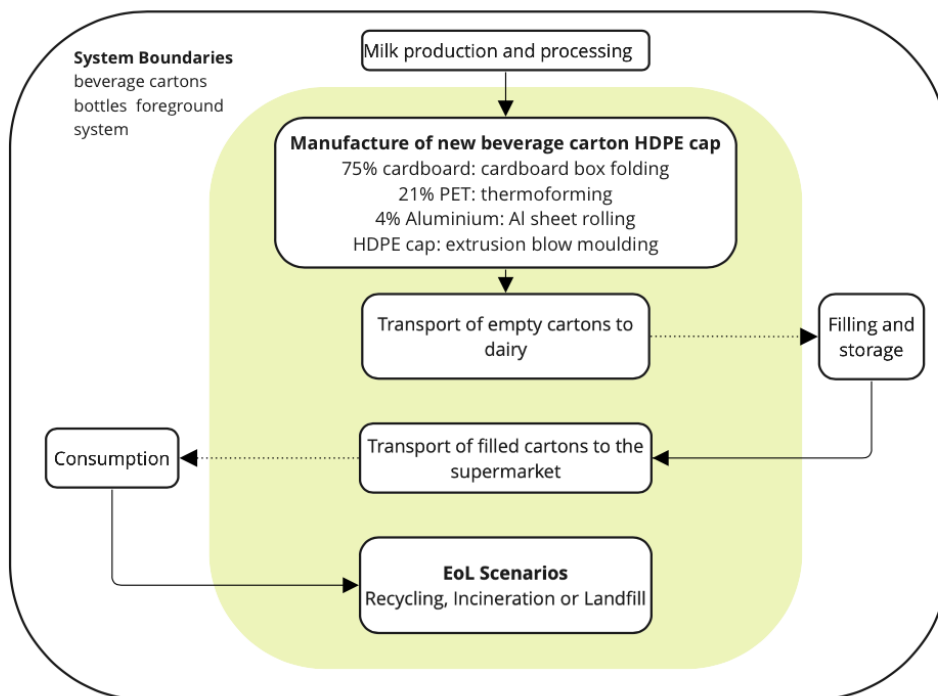 System Boundaries
beverage cartons
bottles foreground
system
Milk production and processing
Manufacture of new beverage carton HDPE cap
75% cardboard: cardboard box folding
21% PET: thermoforming
4% Aluminium: Al sheet rolling
HDPE cap: extrusion blow moulding
Transport of empty cartons to
dairy
Filling and
storage
Transport of filled cartons to the
supermarket
Consumption
EoL Scenarios
Recycling, Incineration or Landfill